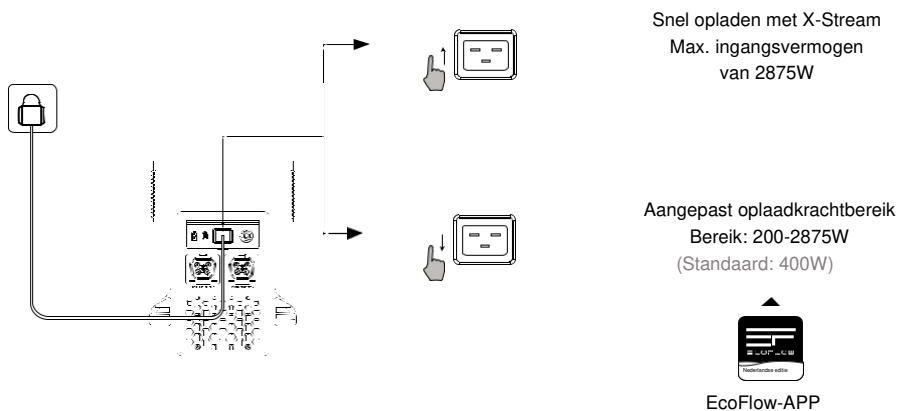 Snel opladen met X-Stream
Max. ingangsvermogen
van 2875W
Aangepast oplaadkrachtbereik
Bereik: 200-2875W
(Standaard: 400W)
ECOFLOW
Nederlandse editie
EcoFlow-APP